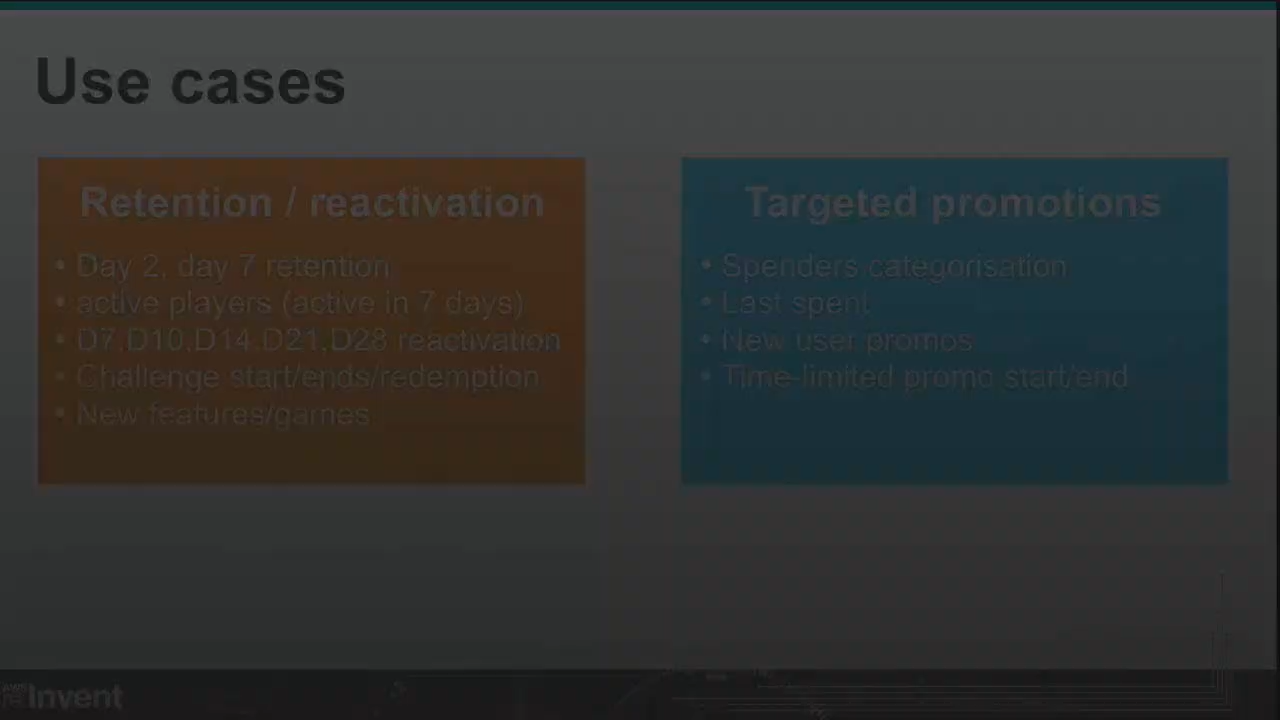 Use cases
Retention / reactivation
• Day 2, day 7 retention
• active players (active in 7 days)
• D7,D10,D14,D21,D28 reactivation
• Challenge start/ends/redemption
• New features/games
Targeted promotions
• Spenders categorisation
• Last spent
• New user promos
• Time-limited promo start/end
AWS
re:Invent